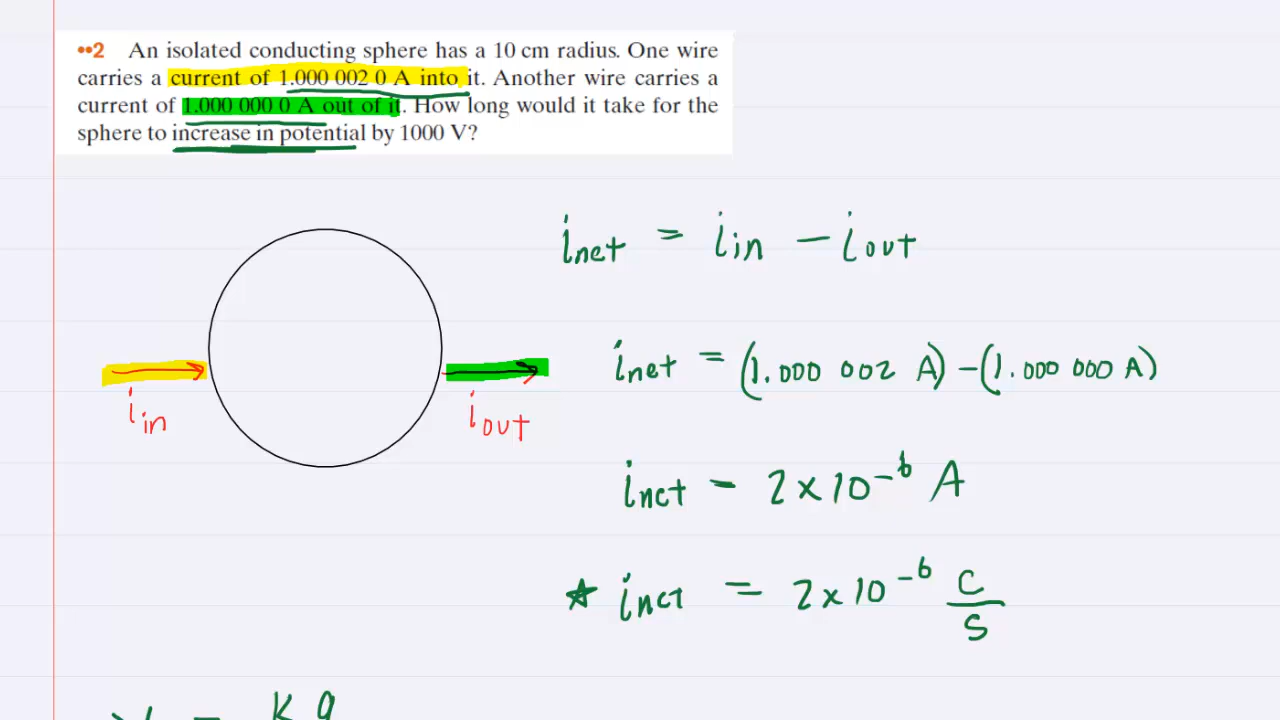 ••2 An isolated conducting sphere has a 10 cm radius. One wire
carries a current of 1.000 002 0 A into it. Another wire carries a
current of 1.000 000 0 A out of it. How long would it take for the
sphere to increase in potential by 1000 V?
i_net = i_in - i_out
i_net = (1.000 002 A) - (1.000 000 A)
i_in
i_out
i_net = 2 x 10^-6 A
* i_net = 2 x 10^-6 C/s
V = kq